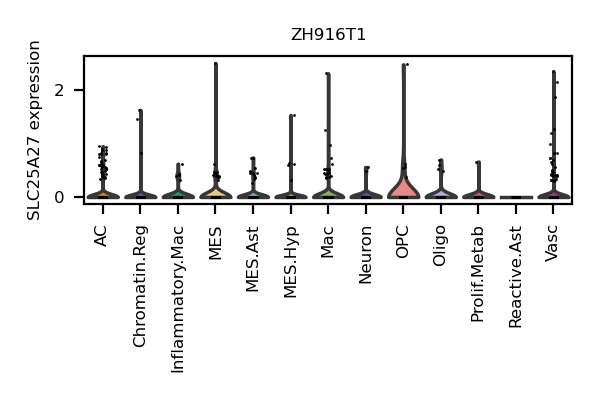 ZH916T1
SLC25A27 expression
2
0
AC
Chromatin.Reg
Inflammatory.Mac
MES
MES.Ast
MES.Hyp
Mac
Neuron
OPC
Oligo
Prolif.Metab
Reactive.Ast
Vasc